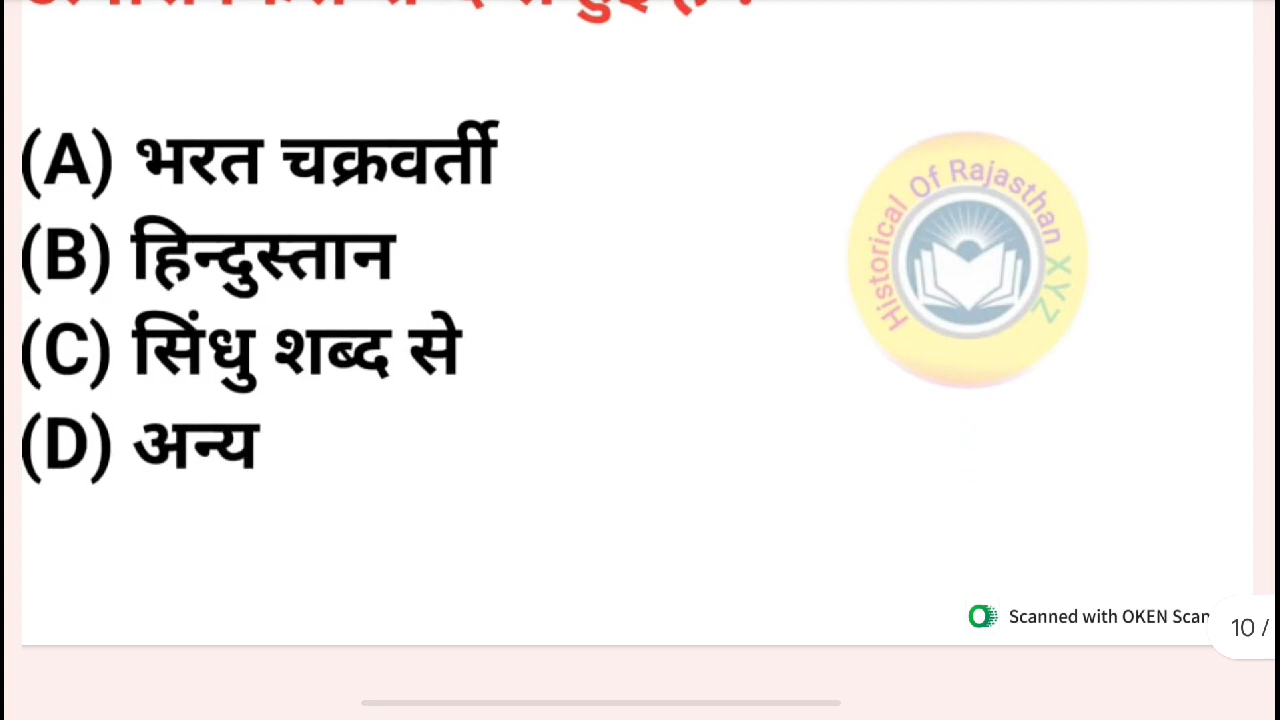 (A) भरत चक्रवर्ती
(B) हिन्दुस्तान
(C) सिंधु शब्द से
(D) अन्य
Historical Of Rajasthan XYZ
Scanned with OKEN Scan
10 /